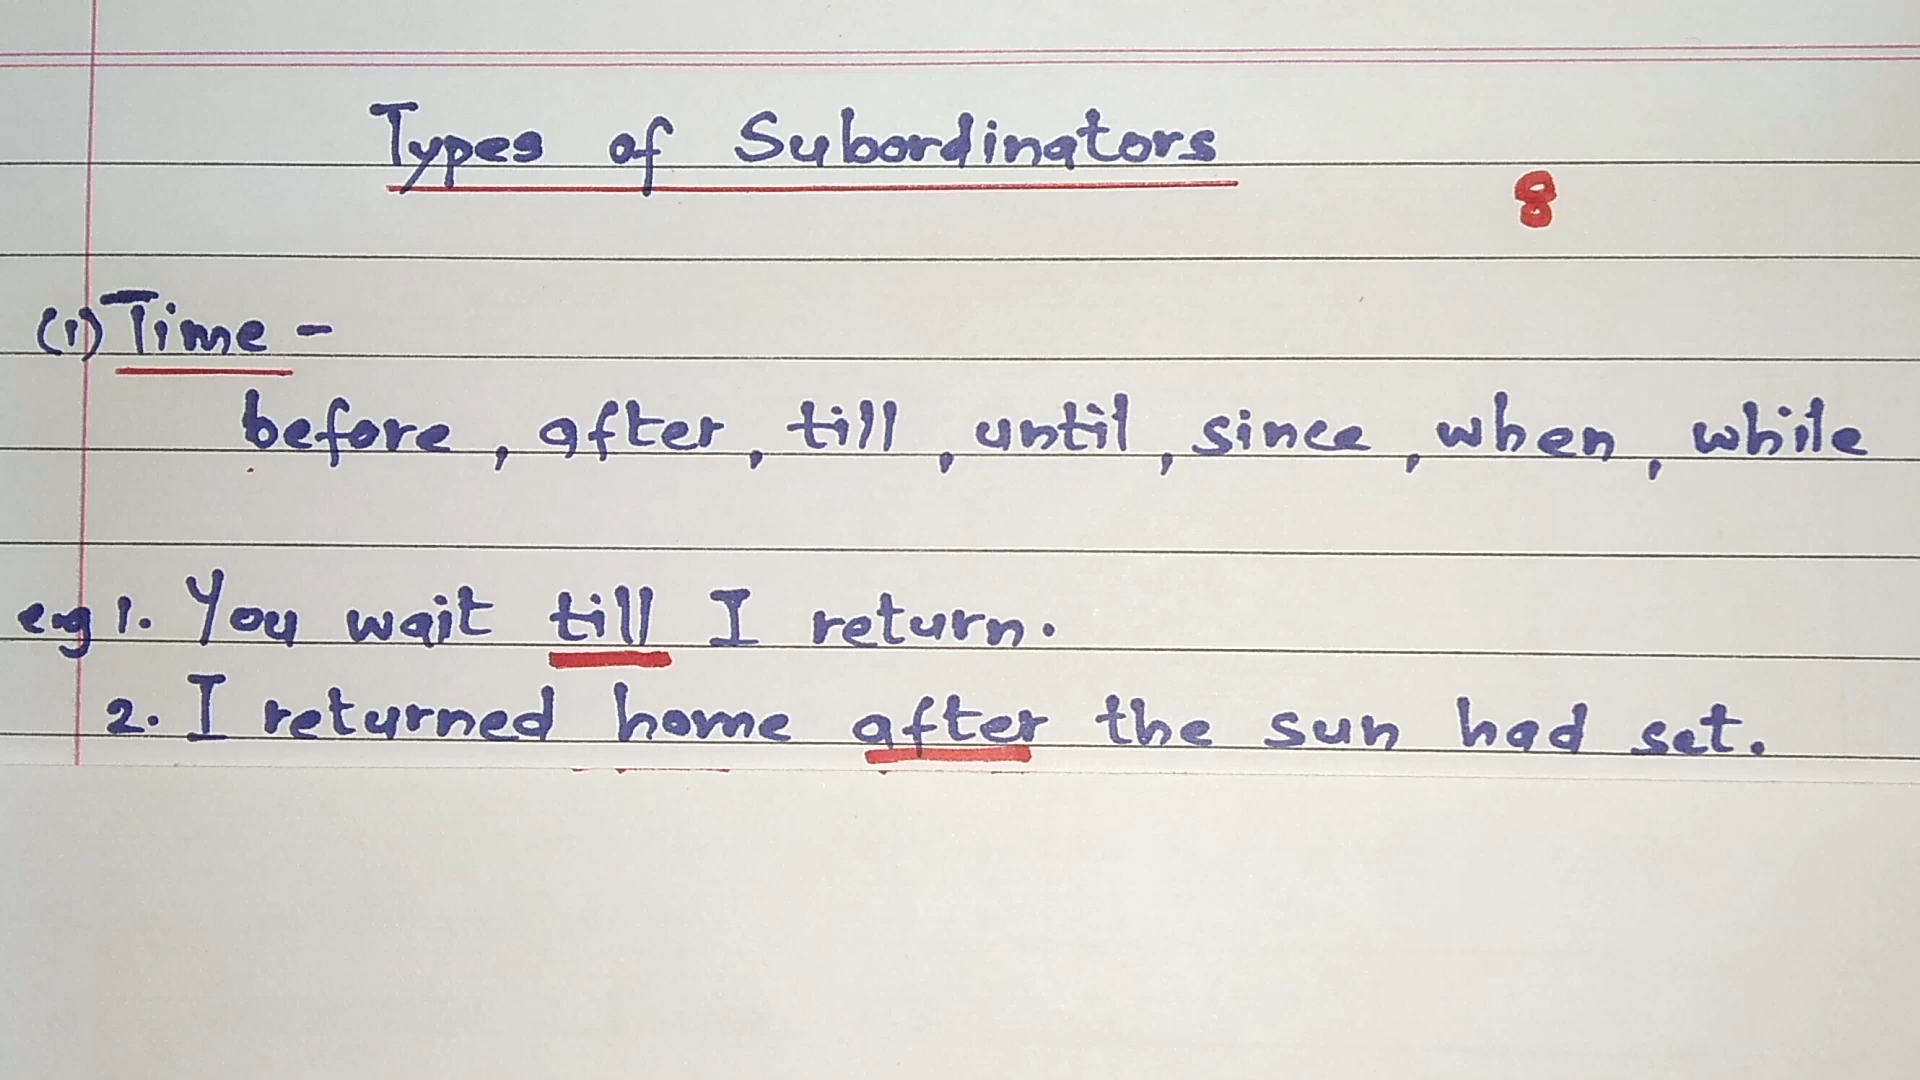 Types of Subordinators
8
(1) Time -
before, after, till, until, since, when, while
eg 1. You wait till I return.
2. I returned home after the sun had set.